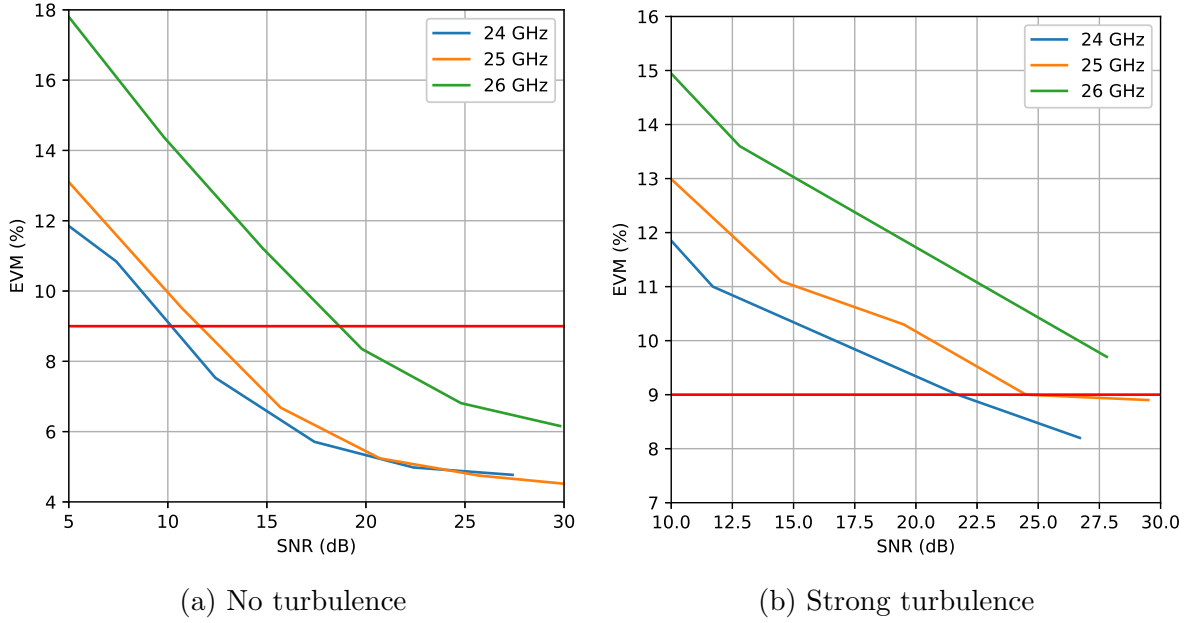 18
16
14
12
10
8
6
4
EVM (%)
5
10
15
20
25
30
SNR (dB)
24 GHz
25 GHz
26 GHz
(a) No turbulence
16
15
14
13
12
11
10
9
8
7
EVM (%)
10.0
12.5
15.0
17.5
20.0
22.5
25.0
27.5
30.0
SNR (dB)
24 GHz
25 GHz
26 GHz
(b) Strong turbulence